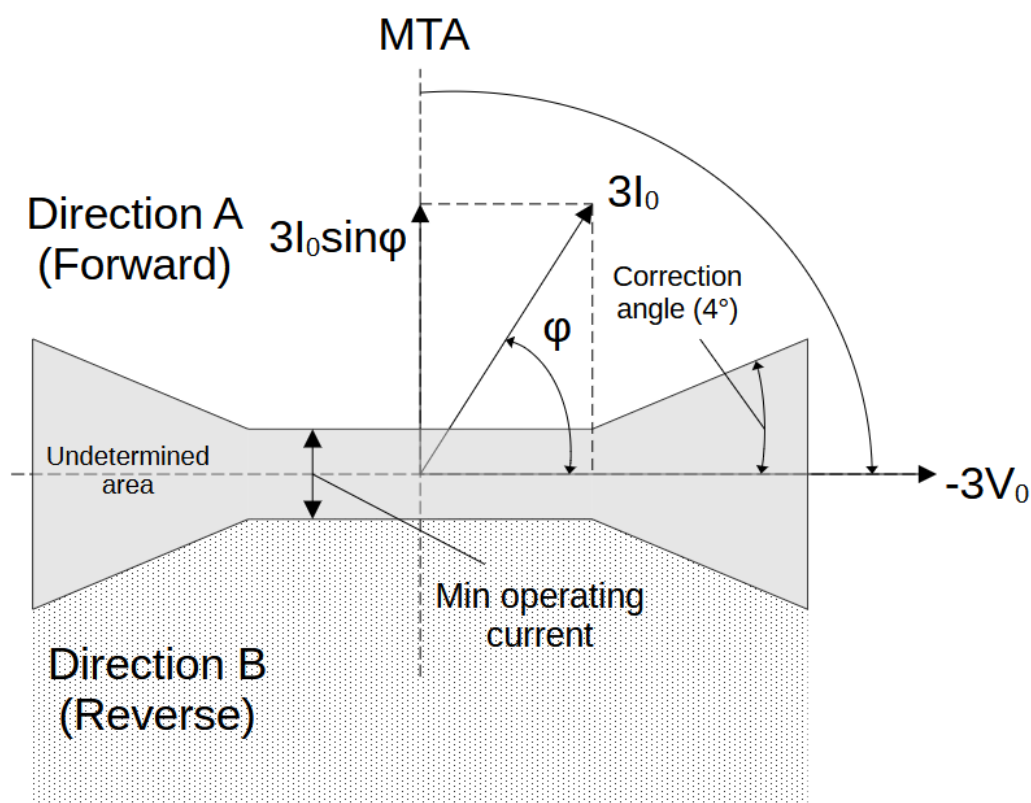 MTA
Direction A
(Forward)
3I₀sinφ
3I₀
Correction
angle (4°)
φ
Undetermined
area
-3V₀
Min operating
current
Direction B
(Reverse)